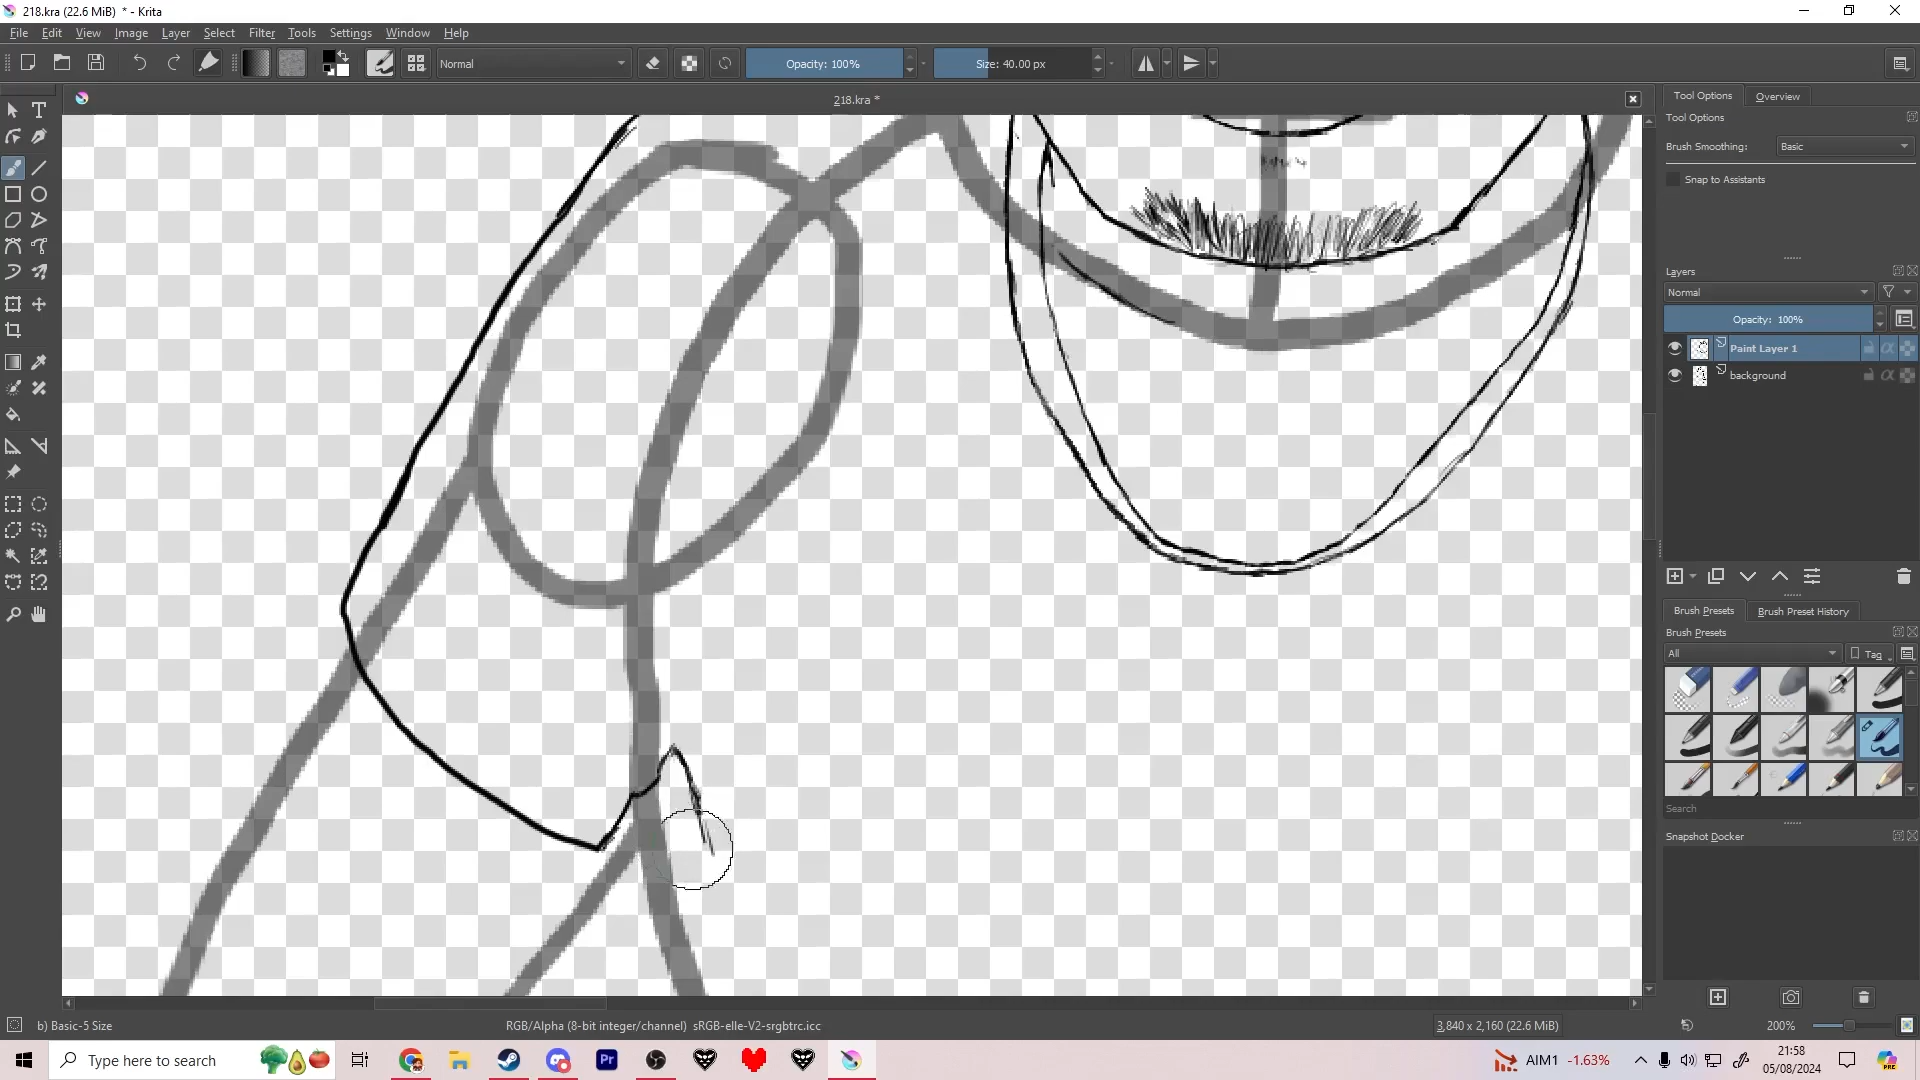 218.kra (22.6 MiB)  * - Krita
File Edit View Image Layer Select Filter Tools Settings Window Help
Normal
Opacity: 100%
Size: 40.00 px
218.kra *
Tool Options
Overview
Tool Options
Brush Smoothing:
Basic
Snap to Assistants
Layers
Normal
Opacity: 100%
Paint Layer 1
background
Brush Presets
Brush Preset History
Brush Presets
All
Tag
Search
Snapshot Docker
b) Basic-5 Size
RGB/Alpha (8-bit integer/channel)  sRGB-elle-V2-srgbtrc.icc
3,840 x 2,160 (22.6 MiB)
200%
Type here to search
Pr
AIM1 -1.63%
21:58
05/08/2024
PRE